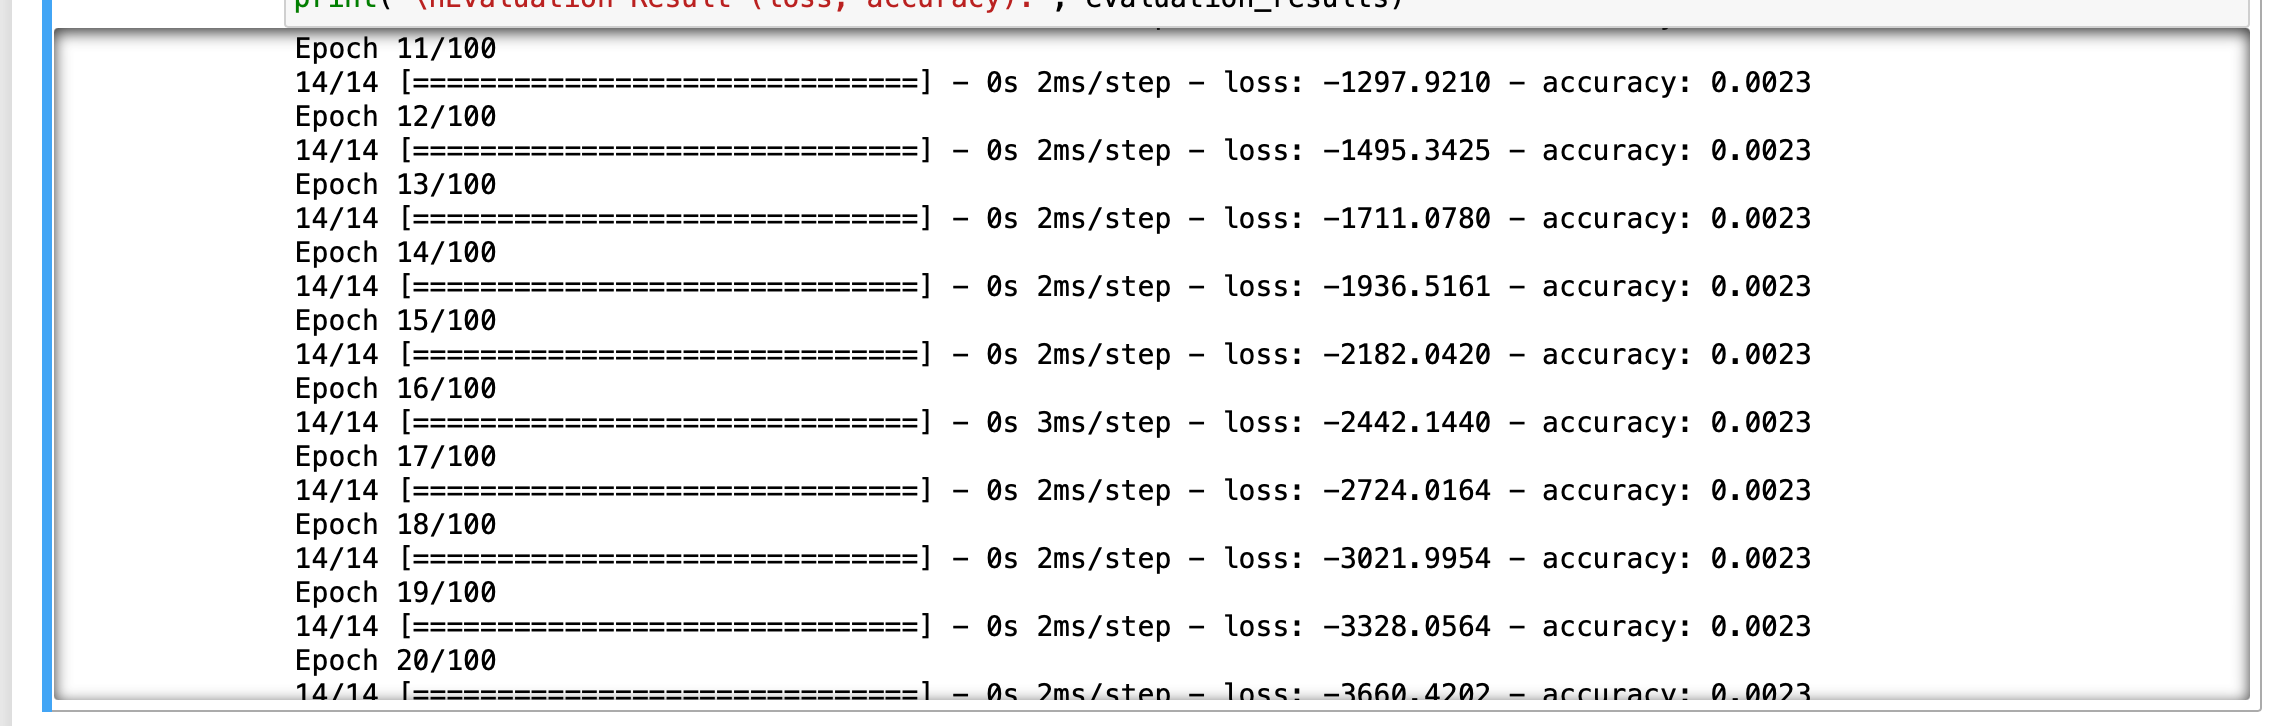 print("\nEvaluation Result (loss, accuracy):", evaluation_results)
Epoch 11/100
14/14 [==============================] - 0s 2ms/step - loss: -1297.9210 - accuracy: 0.0023
Epoch 12/100
14/14 [==============================] - 0s 2ms/step - loss: -1495.3425 - accuracy: 0.0023
Epoch 13/100
14/14 [==============================] - 0s 2ms/step - loss: -1711.0780 - accuracy: 0.0023
Epoch 14/100
14/14 [==============================] - 0s 2ms/step - loss: -1936.5161 - accuracy: 0.0023
Epoch 15/100
14/14 [==============================] - 0s 2ms/step - loss: -2182.0420 - accuracy: 0.0023
Epoch 16/100
14/14 [==============================] - 0s 3ms/step - loss: -2442.1440 - accuracy: 0.0023
Epoch 17/100
14/14 [==============================] - 0s 2ms/step - loss: -2724.0164 - accuracy: 0.0023
Epoch 18/100
14/14 [==============================] - 0s 2ms/step - loss: -3021.9954 - accuracy: 0.0023
Epoch 19/100
14/14 [==============================] - 0s 2ms/step - loss: -3328.0564 - accuracy: 0.0023
Epoch 20/100
14/14 [==============================] - 0s 2ms/step - loss: -3660.4202 - accuracy: 0.0023